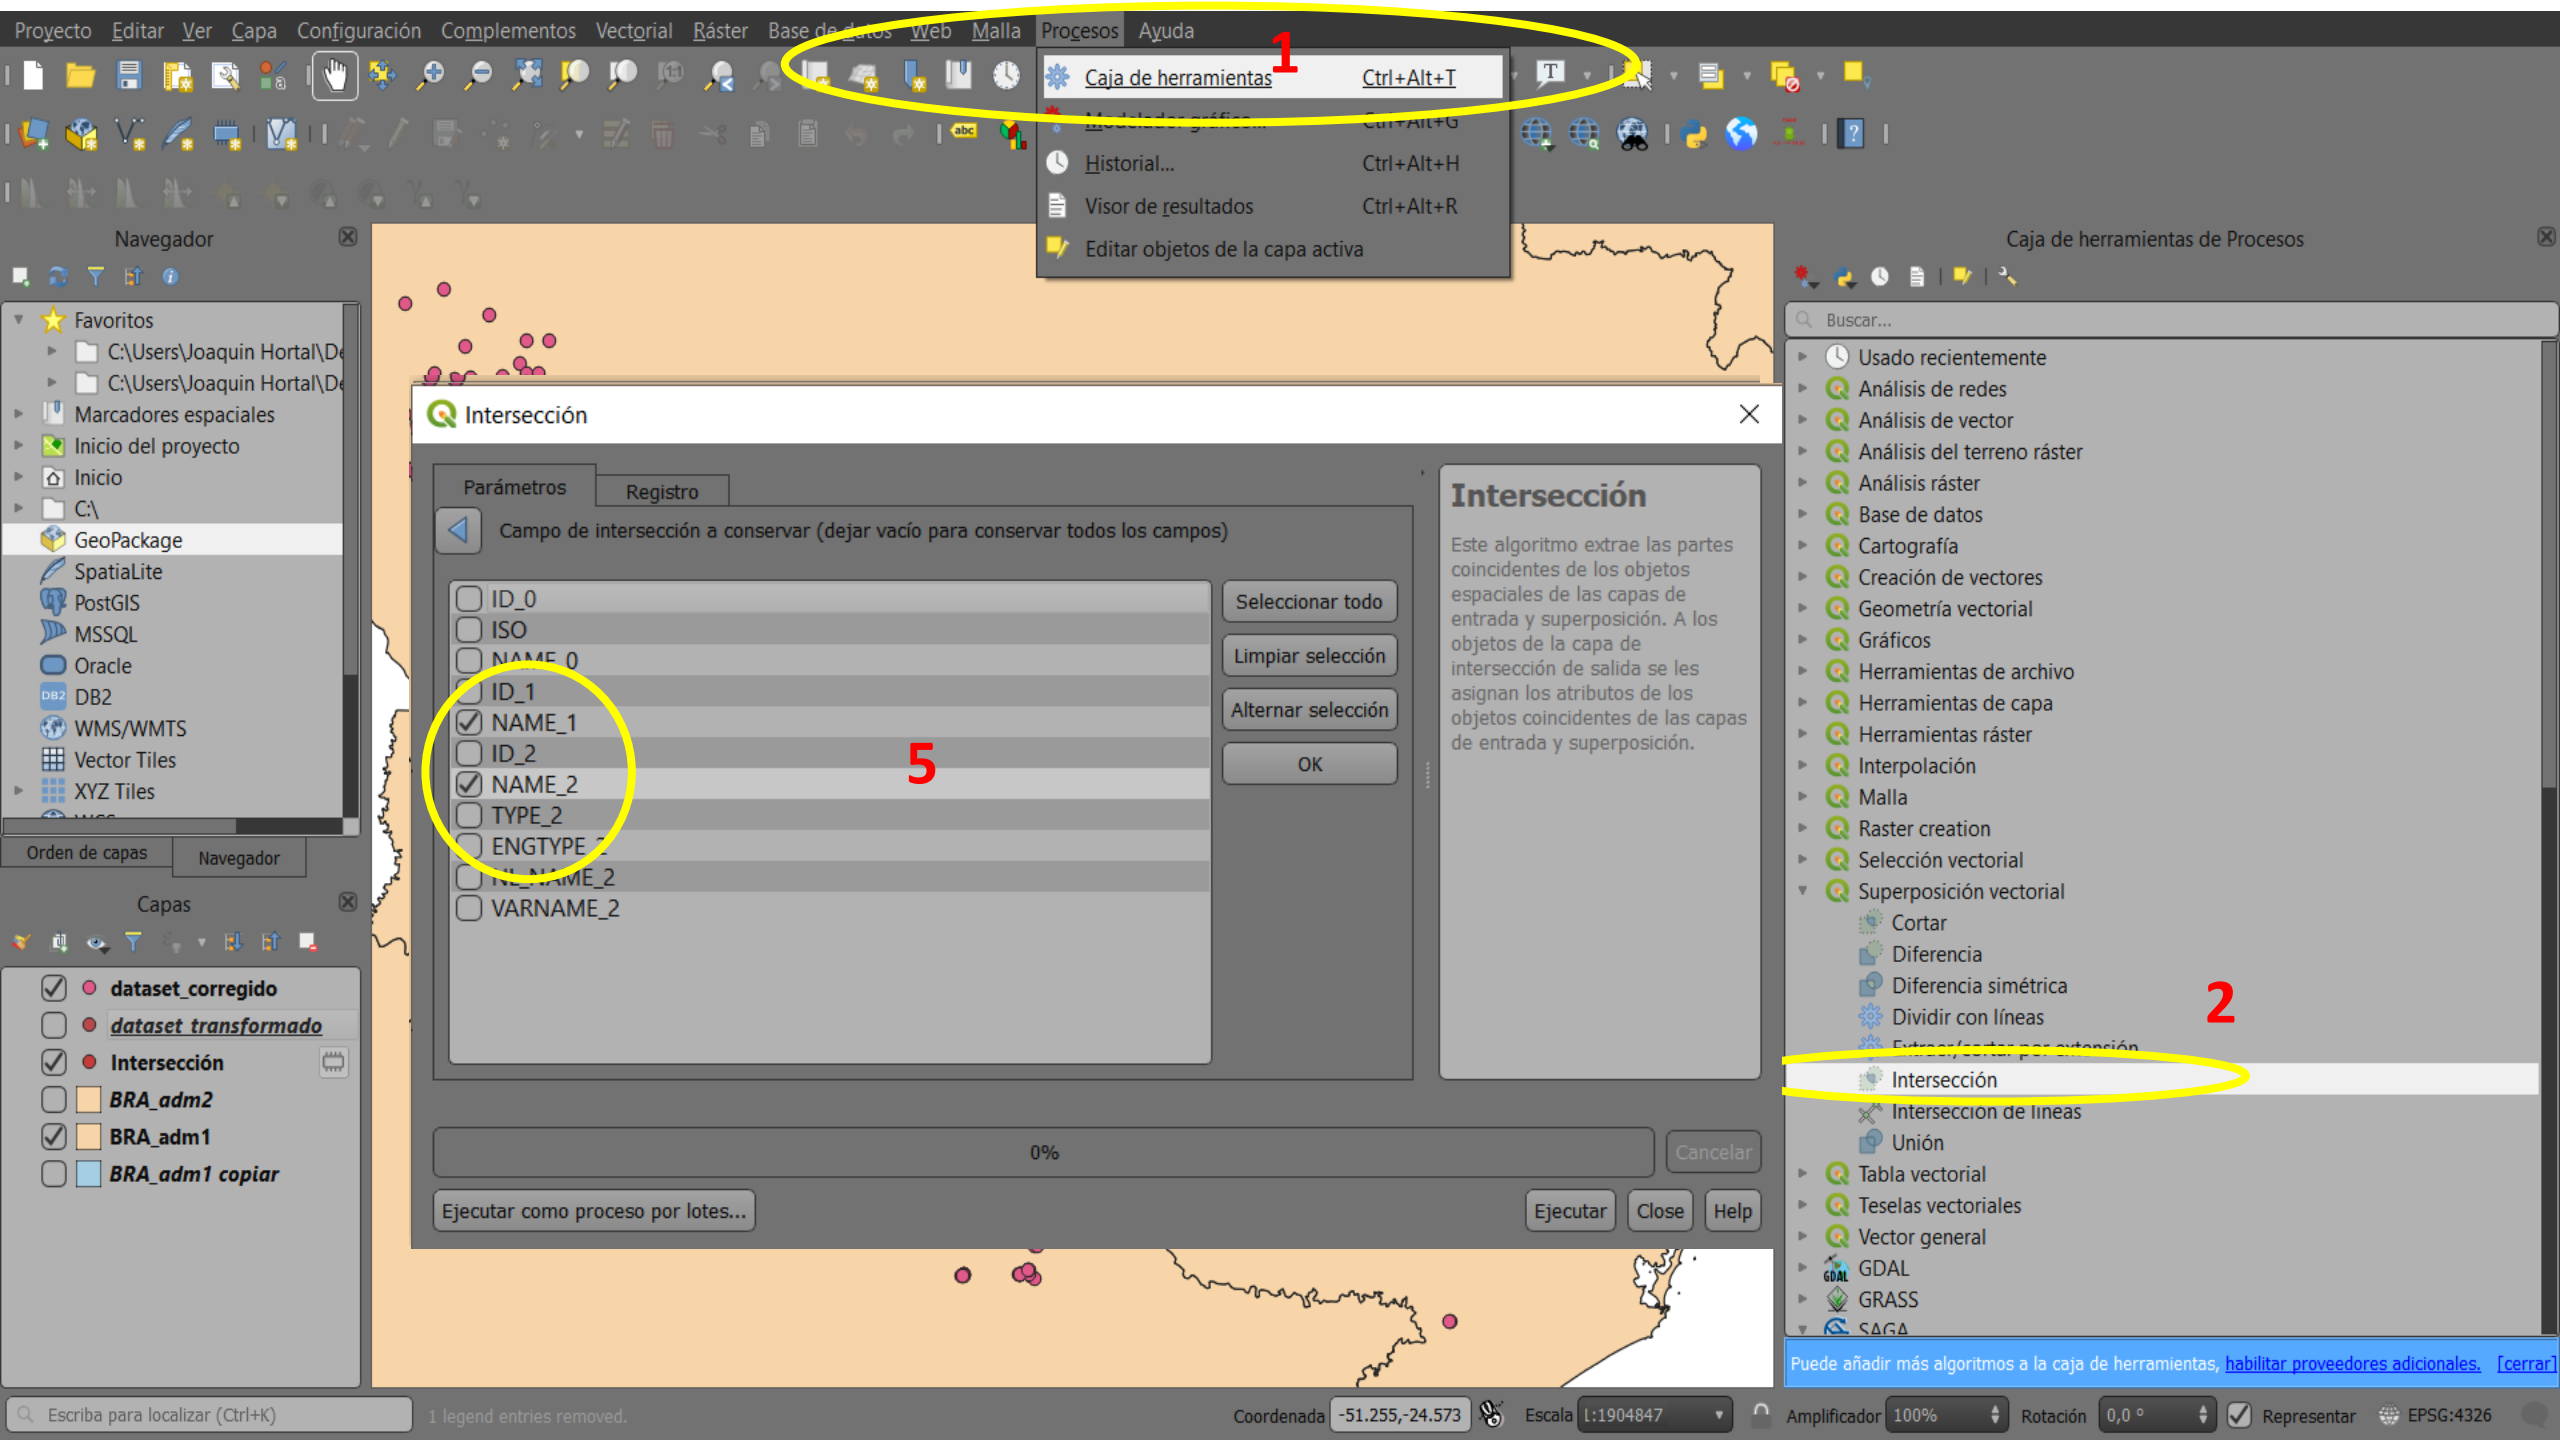 Proyecto Editar Ver Capa Configuración Complementos Vectorial Ráster Base de datos Web Malla Procesos Ayuda
1
Caja de herramientas Ctrl+Alt+T
Modelador gráfico... Ctrl+Alt+G
Historial... Ctrl+Alt+H
Visor de resultados Ctrl+Alt+R
Editar objetos de la capa activa
Navegador
Favoritos
C:\Users\Joaquin Hortal\De
C:\Users\Joaquin Hortal\De
Marcadores espaciales
Inicio del proyecto
Inicio
C:\
GeoPackage
SpatiaLite
PostGIS
MSSQL
Oracle
DB2
WMS/WMTS
Vector Tiles
XYZ Tiles
Orden de capas
Navegador
Capas
dataset_corregido
dataset_transformado
Intersección
BRA_adm2
BRA_adm1
BRA_adm1 copiar
Intersección
Parámetros
Registro
Campo de intersección a conservar (dejar vacío para conservar todos los campos)
ID_0
ISO
NAME_0
ID_1
NAME_1
ID_2
NAME_2
TYPE_2
ENGTYPE_2
NL_NAME_2
VARNAME_2
5
Seleccionar todo
Limpiar selección
Alternar selección
OK
Intersección
Este algoritmo extrae las partes
coincidentes de los objetos
espaciales de las capas de
entrada y superposición. A los
objetos de la capa de
intersección de salida se les
asignan los atributos de los
objetos coincidentes de las capas
de entrada y superposición.
0%
Cancelar
Ejecutar como proceso por lotes...
Ejecutar
Close
Help
Caja de herramientas de Procesos
Buscar...
Usado recientemente
Análisis de redes
Análisis de vector
Análisis del terreno ráster
Análisis ráster
Base de datos
Cartografía
Creación de vectores
Geometría vectorial
Gráficos
Herramientas de archivo
Herramientas de capa
Herramientas ráster
Interpolación
Malla
Raster creation
Selección vectorial
Superposición vectorial
Cortar
Diferencia
Diferencia simétrica
Dividir con líneas
2
Extraer/cortar por extensión
Intersección
Intersección de líneas
Unión
Tabla vectorial
Teselas vectoriales
Vector general
GDAL
GRASS
SAGA
Puede añadir más algoritmos a la caja de herramientas, habilitar proveedores adicionales. [cerrar]
Escriba para localizar (Ctrl+K)
1 legend entries removed.
Coordenada -51.255,-24.573
Escala 1:1904847
Amplificador 100%
Rotación 0,0 °
Representar
EPSG:4326